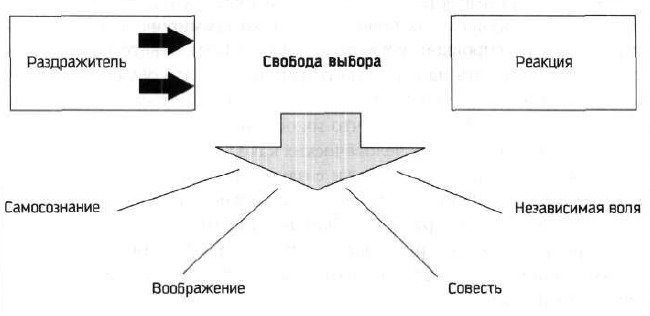 Раздражитель
Свобода выбора
Реакция
Самосознание
Независимая воля
Воображение
Совесть